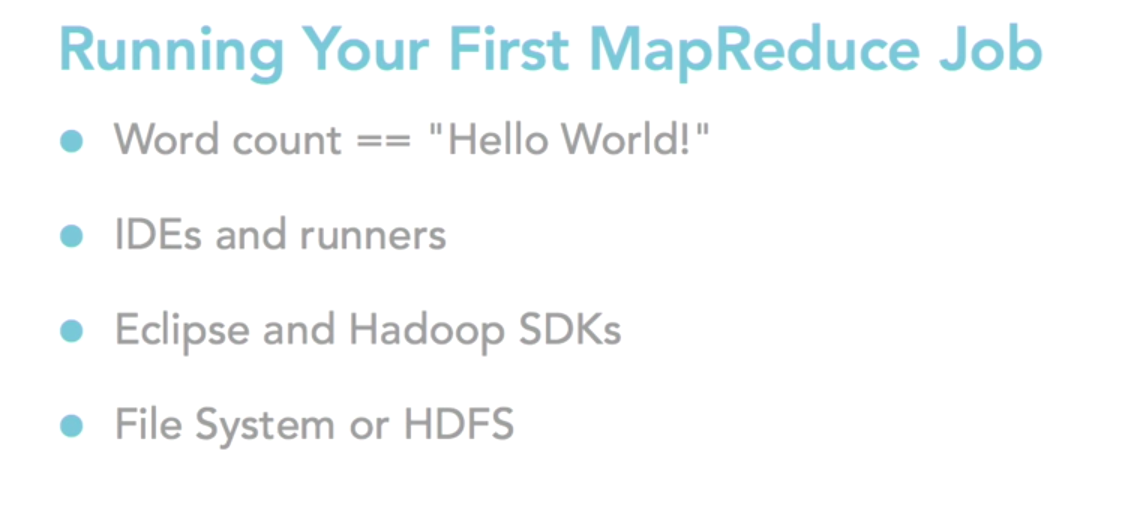 Running Your First MapReduce Job
● Word count == "Hello World!"
● IDEs and runners
● Eclipse and Hadoop SDKs
● File System or HDFS